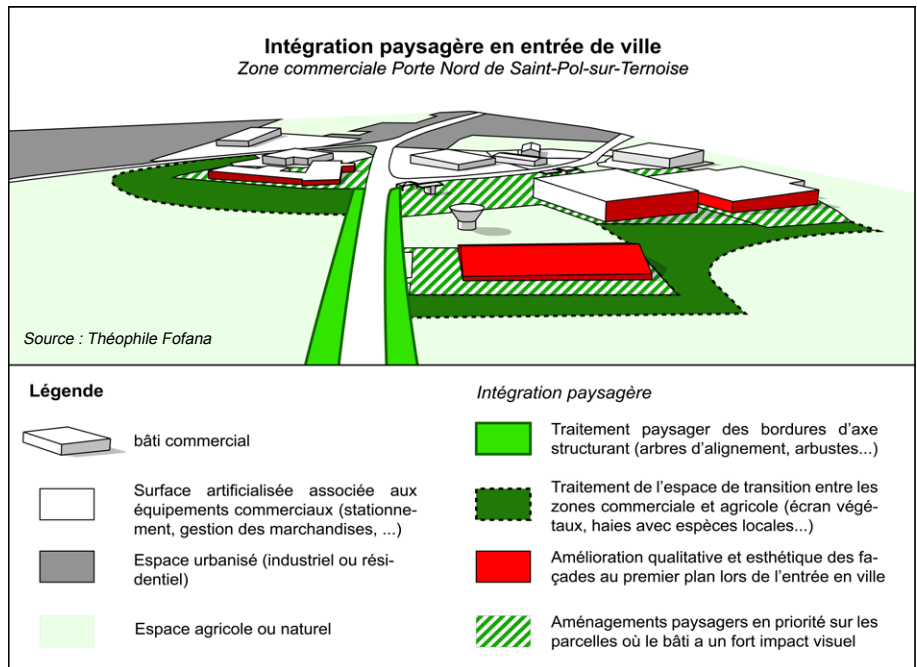 Intégration paysagère en entrée de ville
Zone commerciale Porte Nord de Saint-Pol-sur-Ternoise
Source : Théophile Fofana
Légende
bâti commercial
Surface artificialisée associée aux
équipements commerciaux (stationne-
ment, gestion des marchandises, ...)
Espace urbanisé (industriel ou rési-
dentiel)
Espace agricole ou naturel
Intégration paysagère
Traitement paysager des bordures d'axe
structurant (arbres d'alignement, arbustes...)
Traitement de l'espace de transition entre les
zones commerciale et agricole (écran végé-
taux, haies avec espèces locales...)
Amélioration qualitative et esthétique des fa-
çades au premier plan lors de l'entrée en ville
Aménagements paysagers en priorité sur les
parcelles où le bâti a un fort impact visuel